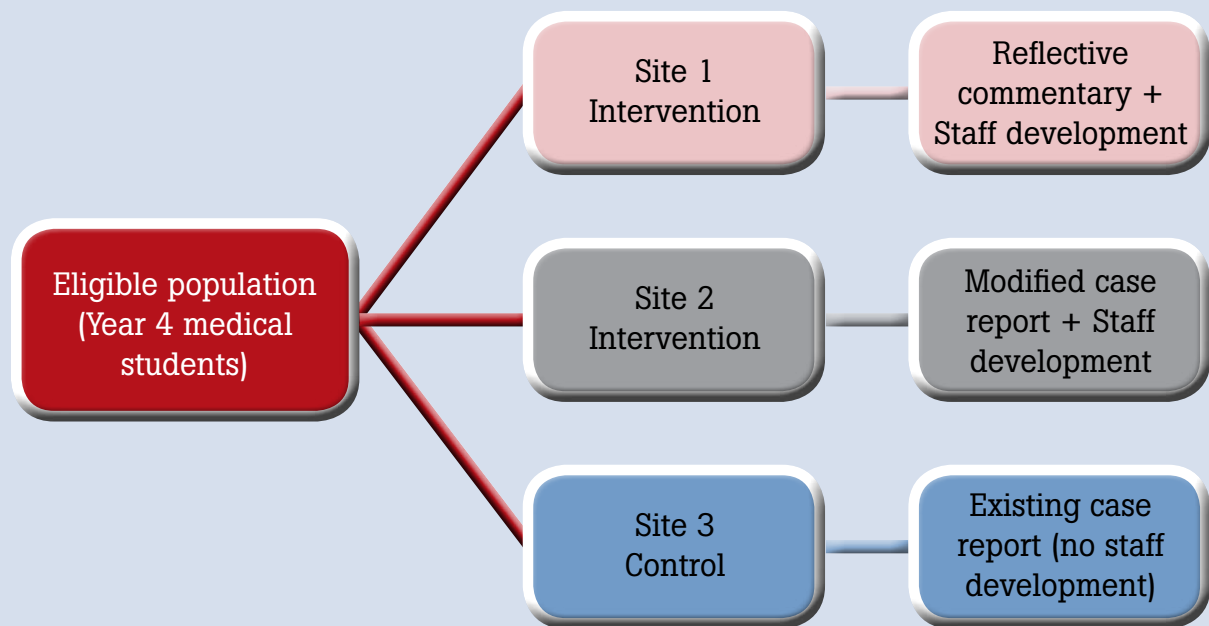 Eligible population
(Year 4 medical
students)
Site 1
Intervention
Reflective
commentary +
Staff development
Site 2
Intervention
Modified case
report + Staff
development
Site 3
Control
Existing case
report (no staff
development)